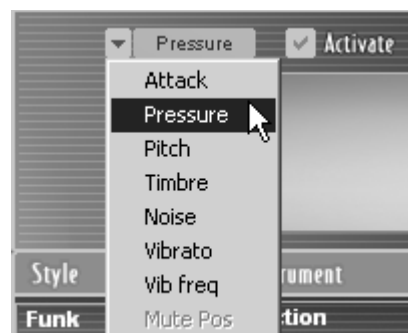 Pressure Activate
Attack
Pressure
Pitch
Timbre
Noise
Vibrato
Style Vib freq rument
Funk Mute Pos tion